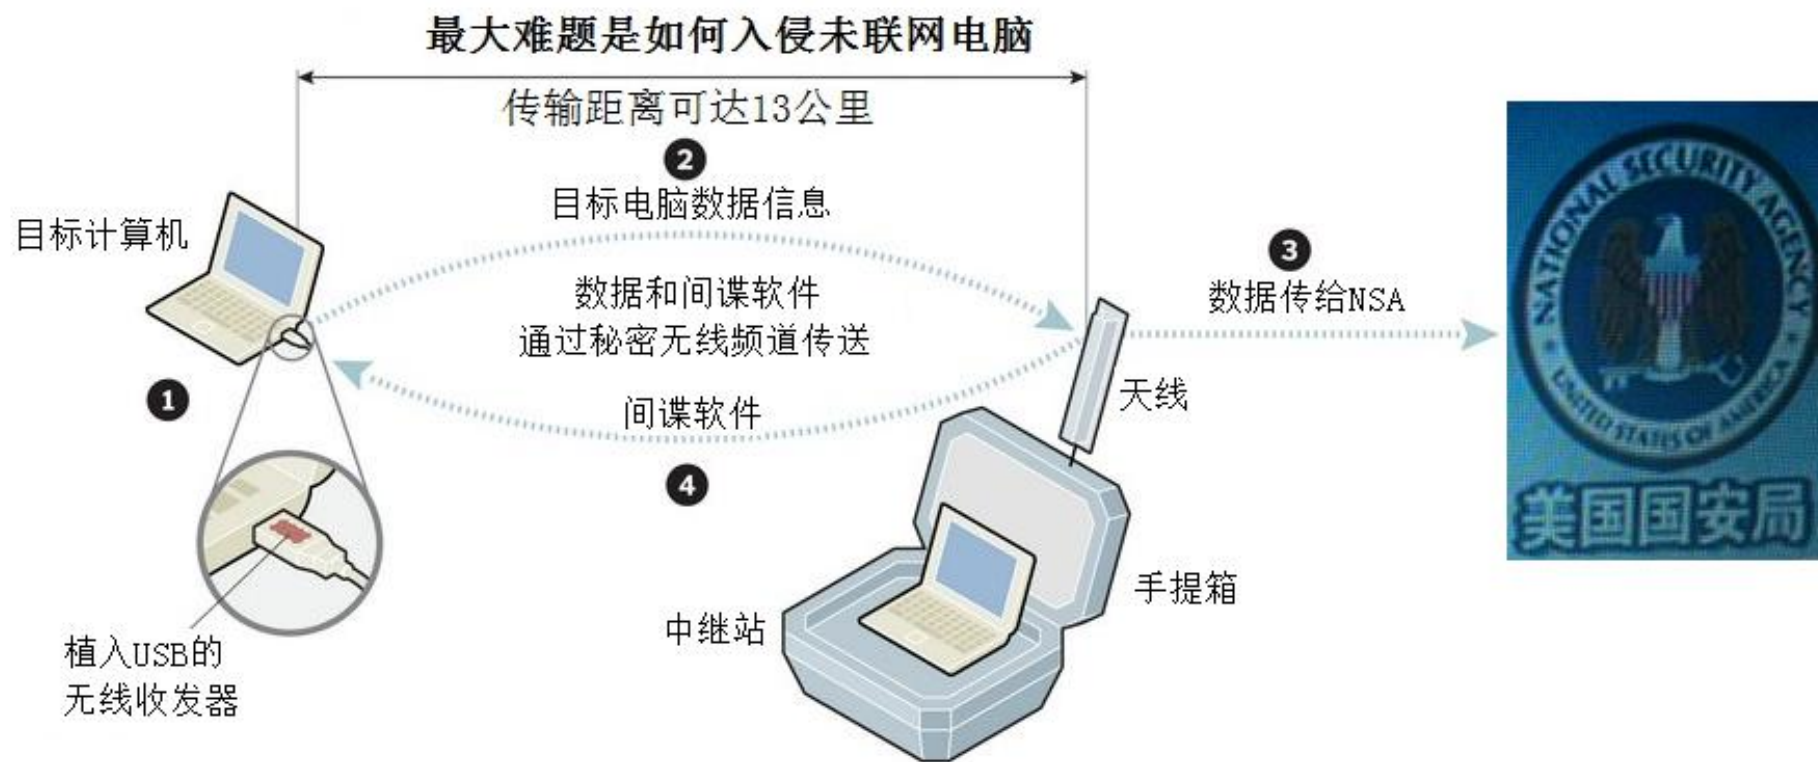 最大难题是如何入侵未联网电脑
传输距离可达13公里
2
目标电脑数据信息
目标计算机
数据和间谍软件
通过秘密无线频道传送
3
数据传给NSA
1
间谍软件
天线
4
中继站
手提箱
植入USB的
无线收发器
NATIONAL SECURITY AGENCY
UNITED STATES OF AMERICA
美国国安局